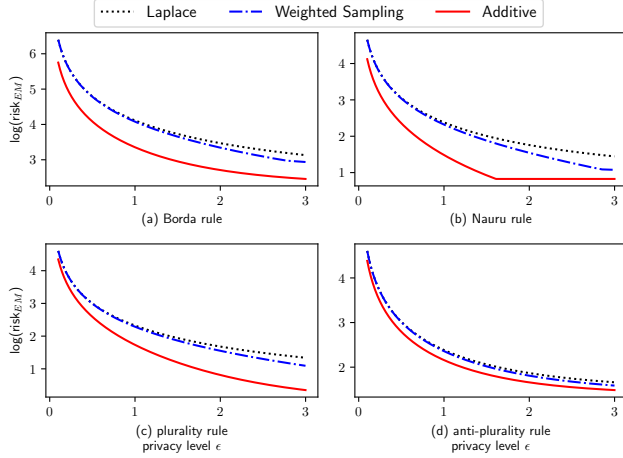 Laplace Weighted Sampling Additive
log(risk_EM)
6
5
4
3
0 1 2 3
(a) Borda rule
4
3
2
1
0 1 2 3
(b) Nauru rule
log(risk_EM)
4
3
2
1
0 1 2 3
(c) plurality rule
privacy level ϵ
4
3
2
0 1 2 3
(d) anti-plurality rule
privacy level ϵ